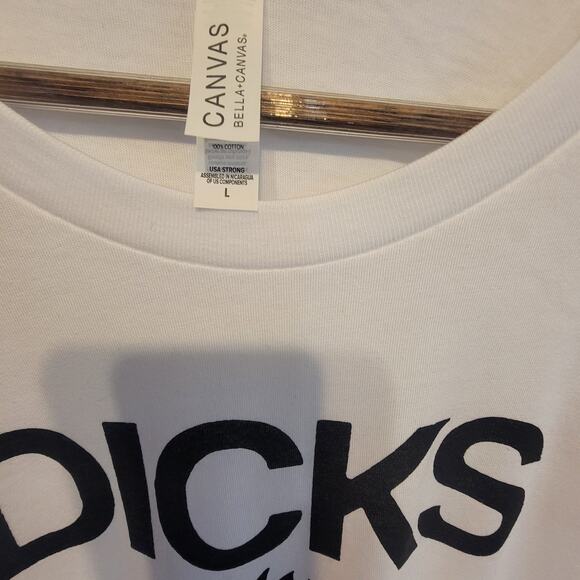 CANVAS
BELLA+CANVAS®
100% COTTON
USA STRONG
ASSEMBLED IN NICARAGUA
OF US COMPONENTS
L
DICKS